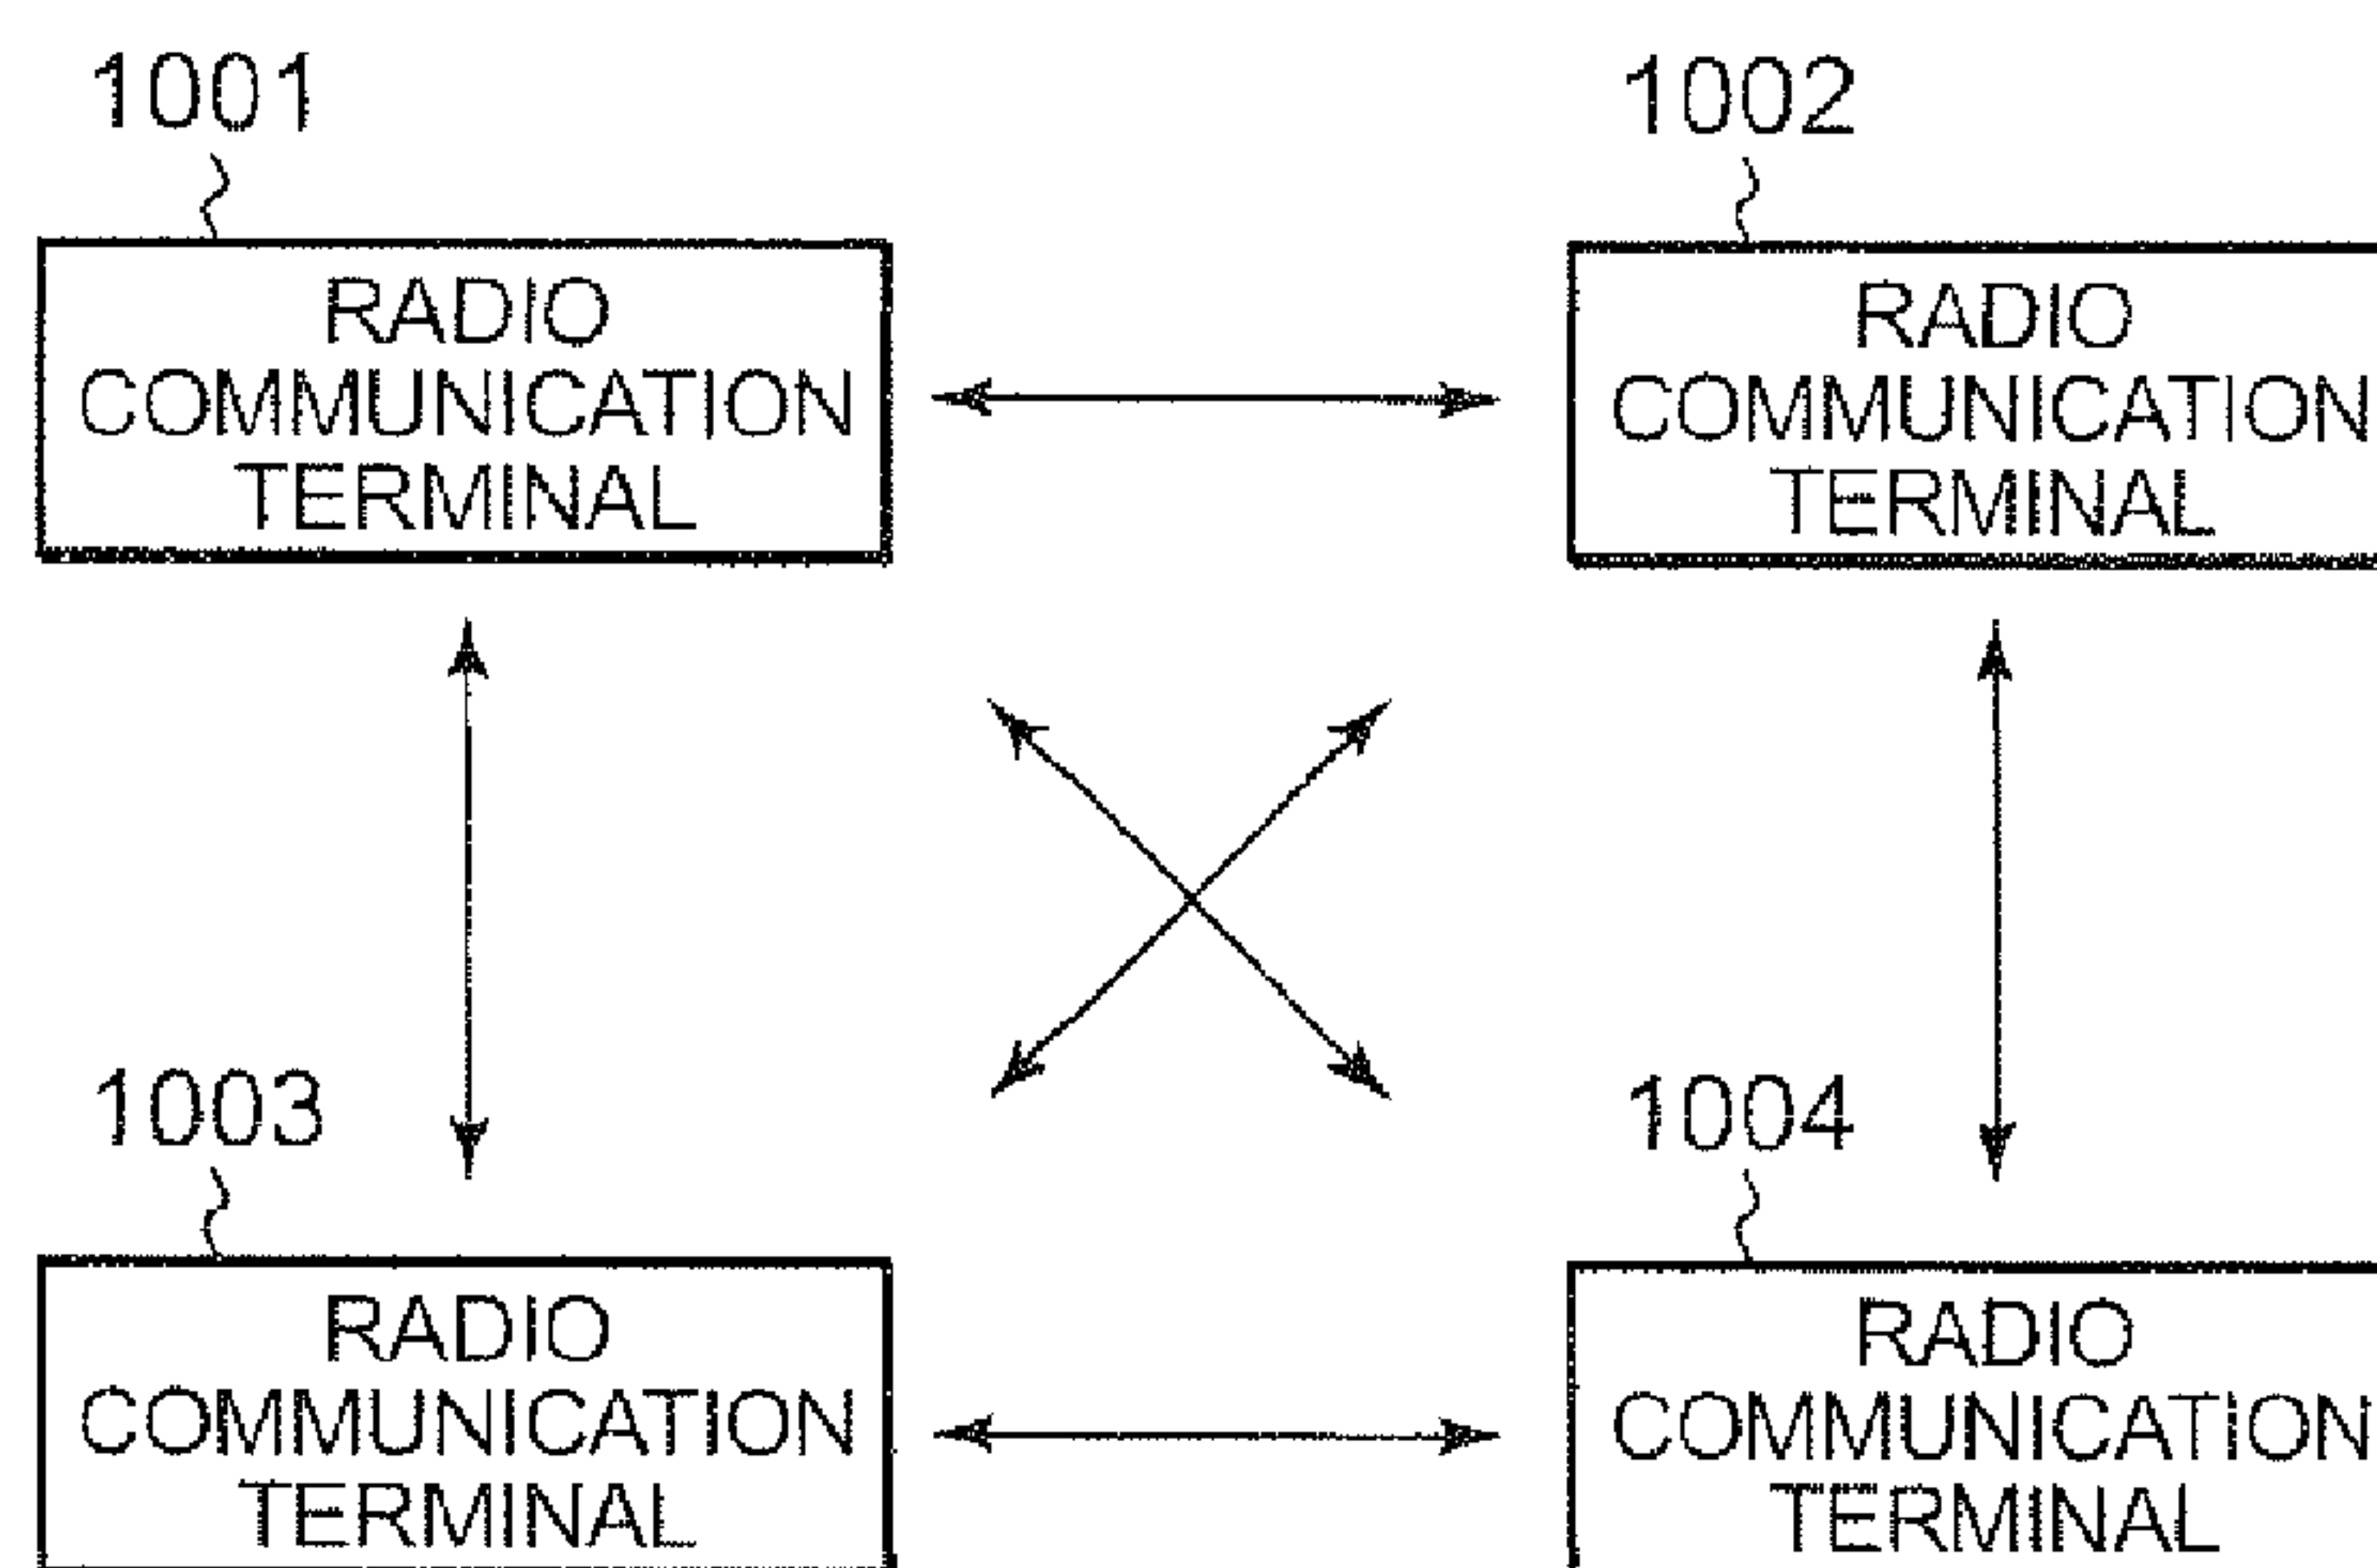 1001
RADIO
COMMUNICATION
TERMINAL
1002
RADIO
COMMUNICATION
TERMINAL
1003
RADIO
COMMUNICATION
TERMINAL
1004
RADIO
COMMUNICATION
TERMINAL